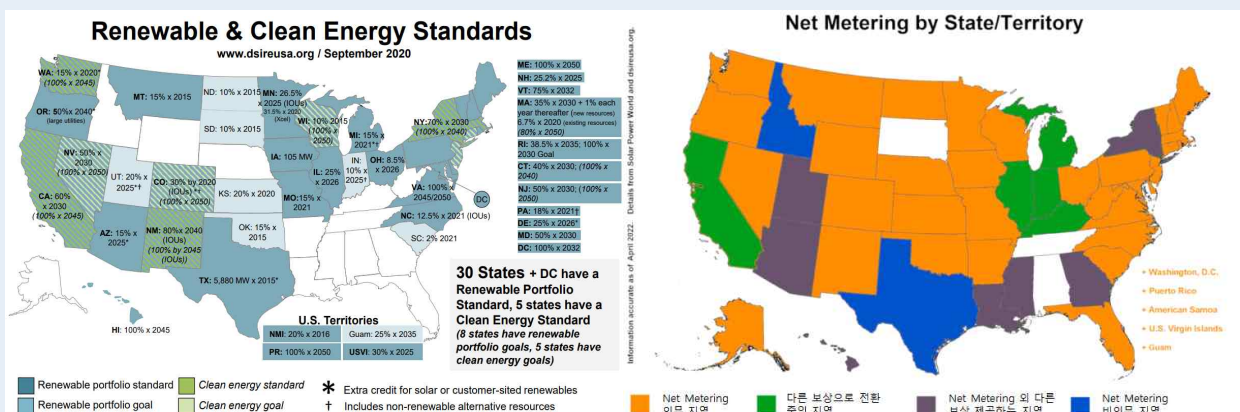 Renewable & Clean Energy Standards
www.dsireusa.org / September 2020
WA: 15% x 2020*
(100% x 2045)
OR: 50%x 2040*
(large utilities)
MT: 15% x 2015
ND: 10% x 2015
SD: 10% x 2015
MN: 26.5%
x 2025 (IOUs)
31.5% x 2020
(Xcel)
WI: 10% 2015
(100% x
2050)
MI: 15% x
2021*†
NY:70% x 2030
(100% x 2040)
NV: 50% x
2030
(100% x 2050)
UT: 20% x
2025*†
CO: 30% by 2020
(IOUs) *†
(100% x 2050)
IA: 105 MW
IL: 25%
x 2026
IN:
10% x
2025†
OH: 8.5%
x 2026
CA: 60%
x 2030
(100% x 2045)
KS: 20% x 2020
MO:15% x
2021
VA: 100% x
2045/2050
DC
AZ: 15% x
2025*
NM: 80%x 2040
(IOUs)
(100% by 2045
(IOUs))
OK: 15% x
2015
NC: 12.5% x 2021 (IOUs)
SC: 2% 2021
TX: 5,880 MW x 2015*
HI: 100% x 2045
ME: 100% x 2050
NH: 25.2% x 2025
VT: 75% x 2032
MA: 35% x 2030 + 1% each
year thereafter (new resources)
6.7% x 2020 (existing resources)
(80% x 2050)
RI: 38.5% x 2035; 100% x
2030 Goal
CT: 40% x 2030; (100% x
2040)
NJ: 50% x 2030; (100% x
2050)
PA: 18% x 2021†
DE: 25% x 2026*
MD: 50% x 2030
DC: 100% x 2032
30 States + DC have a
Renewable Portfolio
Standard, 5 states have a
Clean Energy Standard
(8 states have renewable
portfolio goals, 5 states have
clean energy goals)
U.S. Territories
NMI: 20% x 2016
Guam: 25% x 2035
PR: 100% x 2050
USVI: 30% x 2025
Renewable portfolio standard
Clean energy standard
* Extra credit for solar or customer-sited renewables
Renewable portfolio goal
Clean energy goal
† Includes non-renewable alternative resources
Information accurate as of April 2022. Details from Solar Power World and dsireusa.org.
Net Metering by State/Territory
• Washington, D.C.
• Puerto Rico
• American Samoa
• U.S. Virgin Islands
• Guam
Net Metering
다른 보상으로 전환
Net Metering 외 다른
Net Metering